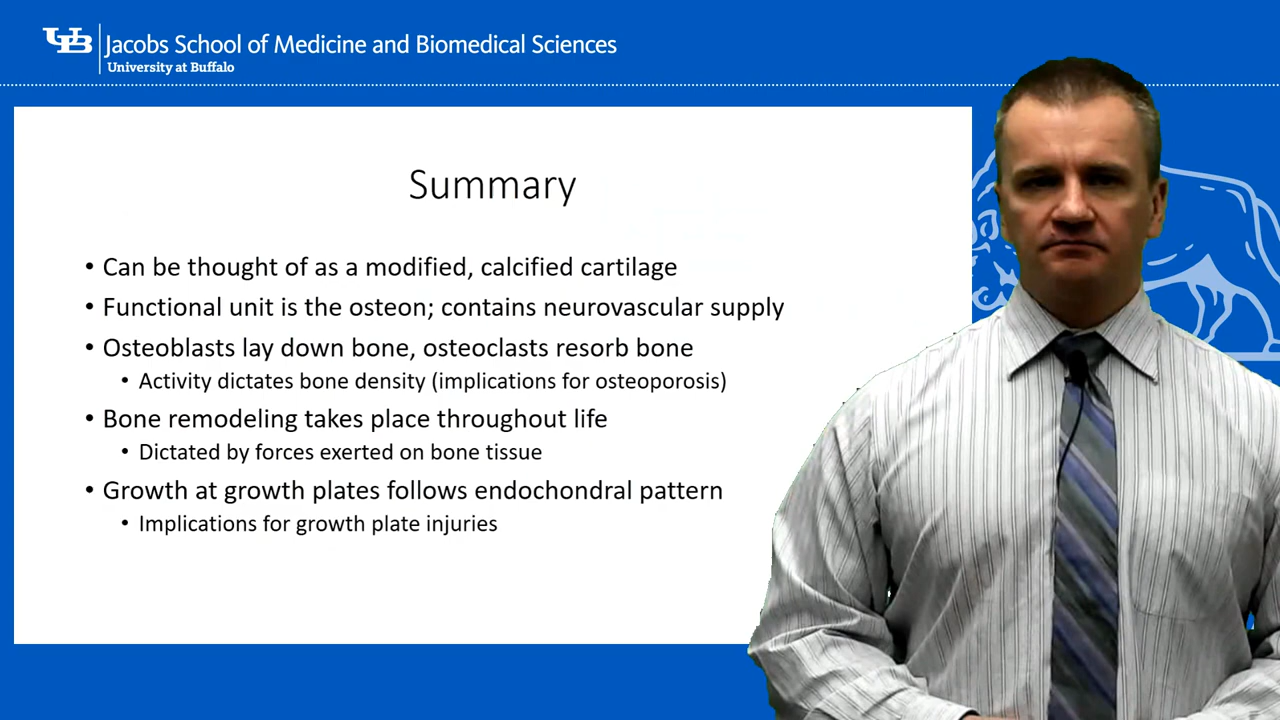 UB Jacobs School of Medicine and Biomedical Sciences
University at Buffalo
Summary
• Can be thought of as a modified, calcified cartilage
• Functional unit is the osteon; contains neurovascular supply
• Osteoblasts lay down bone, osteoclasts resorb bone
• Activity dictates bone density (implications for osteoporosis)
• Bone remodeling takes place throughout life
• Dictated by forces exerted on bone tissue
• Growth at growth plates follows endochondral pattern
• Implications for growth plate injuries